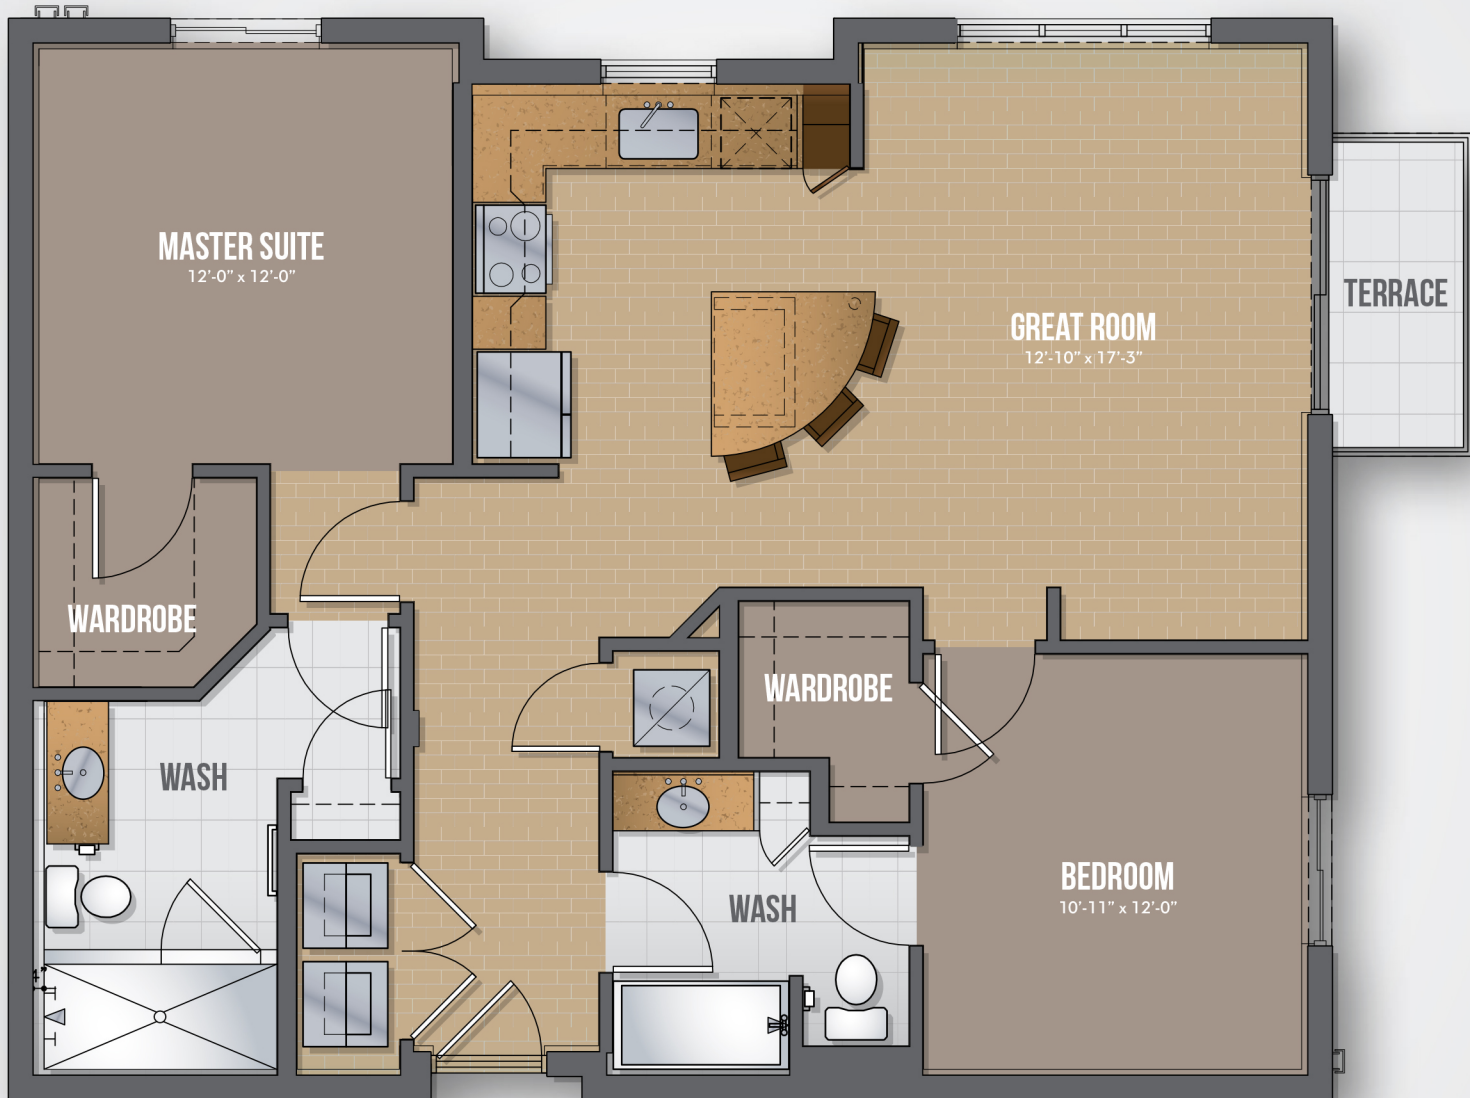 MASTER SUITE
12'-0" x 12'-0"
GREAT ROOM
12'-10" x 17'-3"
TERRACE
WARDROBE
WARDROBE
WASH
BEDROOM
10'-11" x 12'-0"
WASH